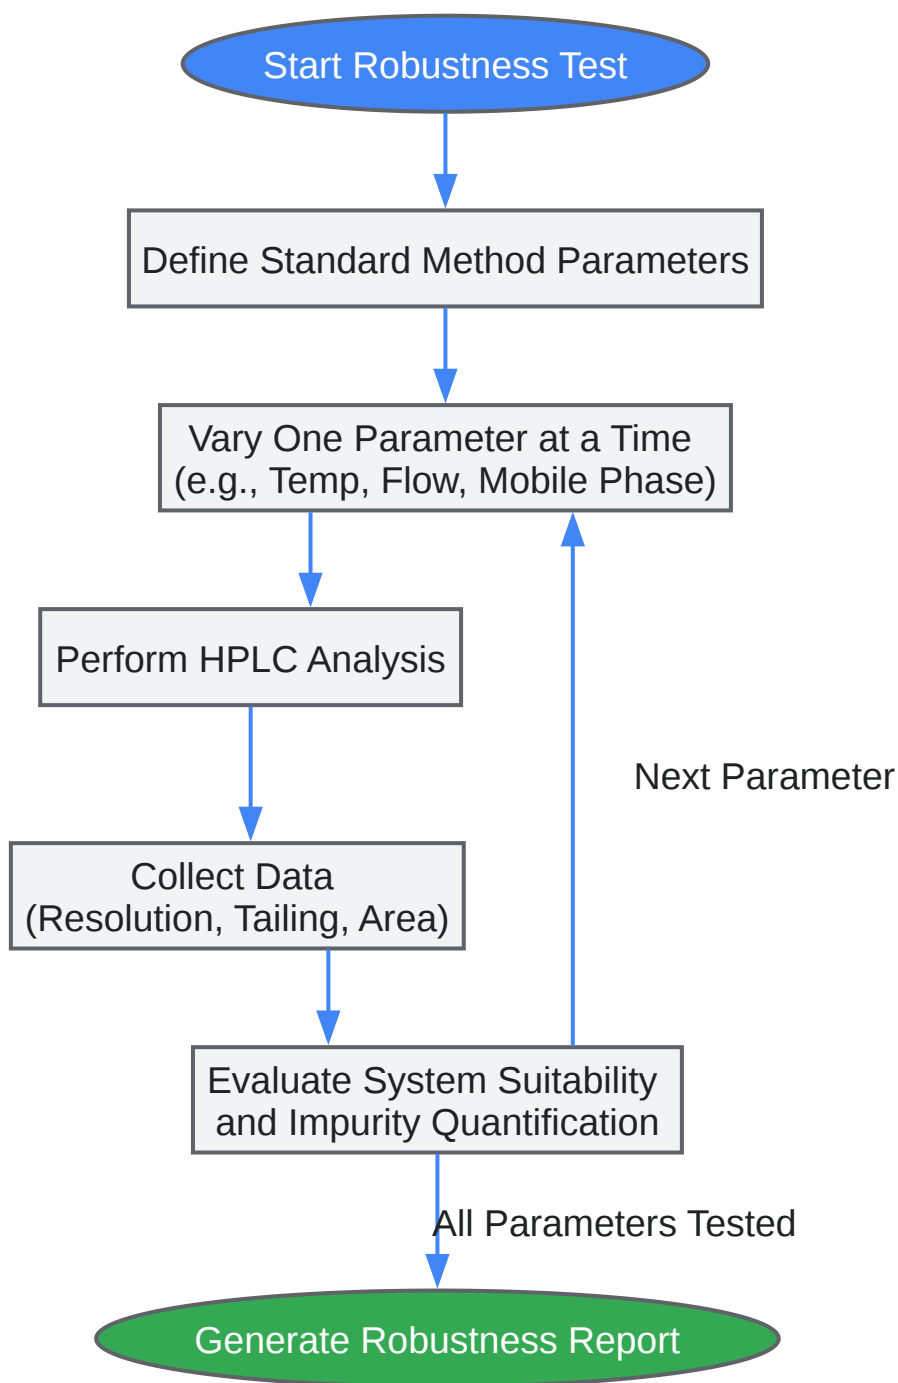 Start Robustness Test
Define Standard Method Parameters
Vary One Parameter at a Time
(e.g., Temp, Flow, Mobile Phase)
Perform HPLC Analysis
Next Parameter
Collect Data
(Resolution, Tailing, Area)
Evaluate System Suitability
and Impurity Quantification
All Parameters Tested
Generate Robustness Report